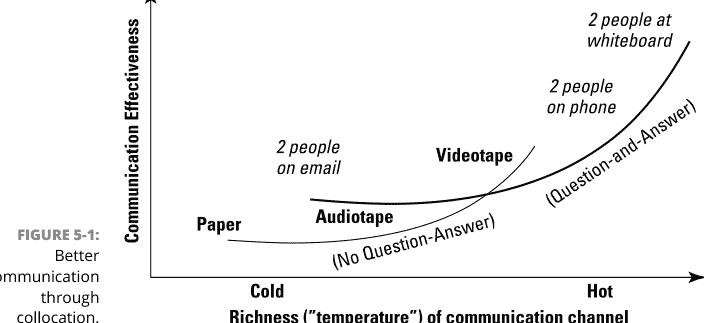 2 people at
whiteboard
2 people
on phone
2 people
on email
Videotape
Audiotape
Paper
(Question-and-Answer)
(No Question-Answer)
Communication Effectiveness
Cold
Hot
Richness ("temperature") of communication channel
FIGURE 5-1:
Better
ommunication
through
collocation.